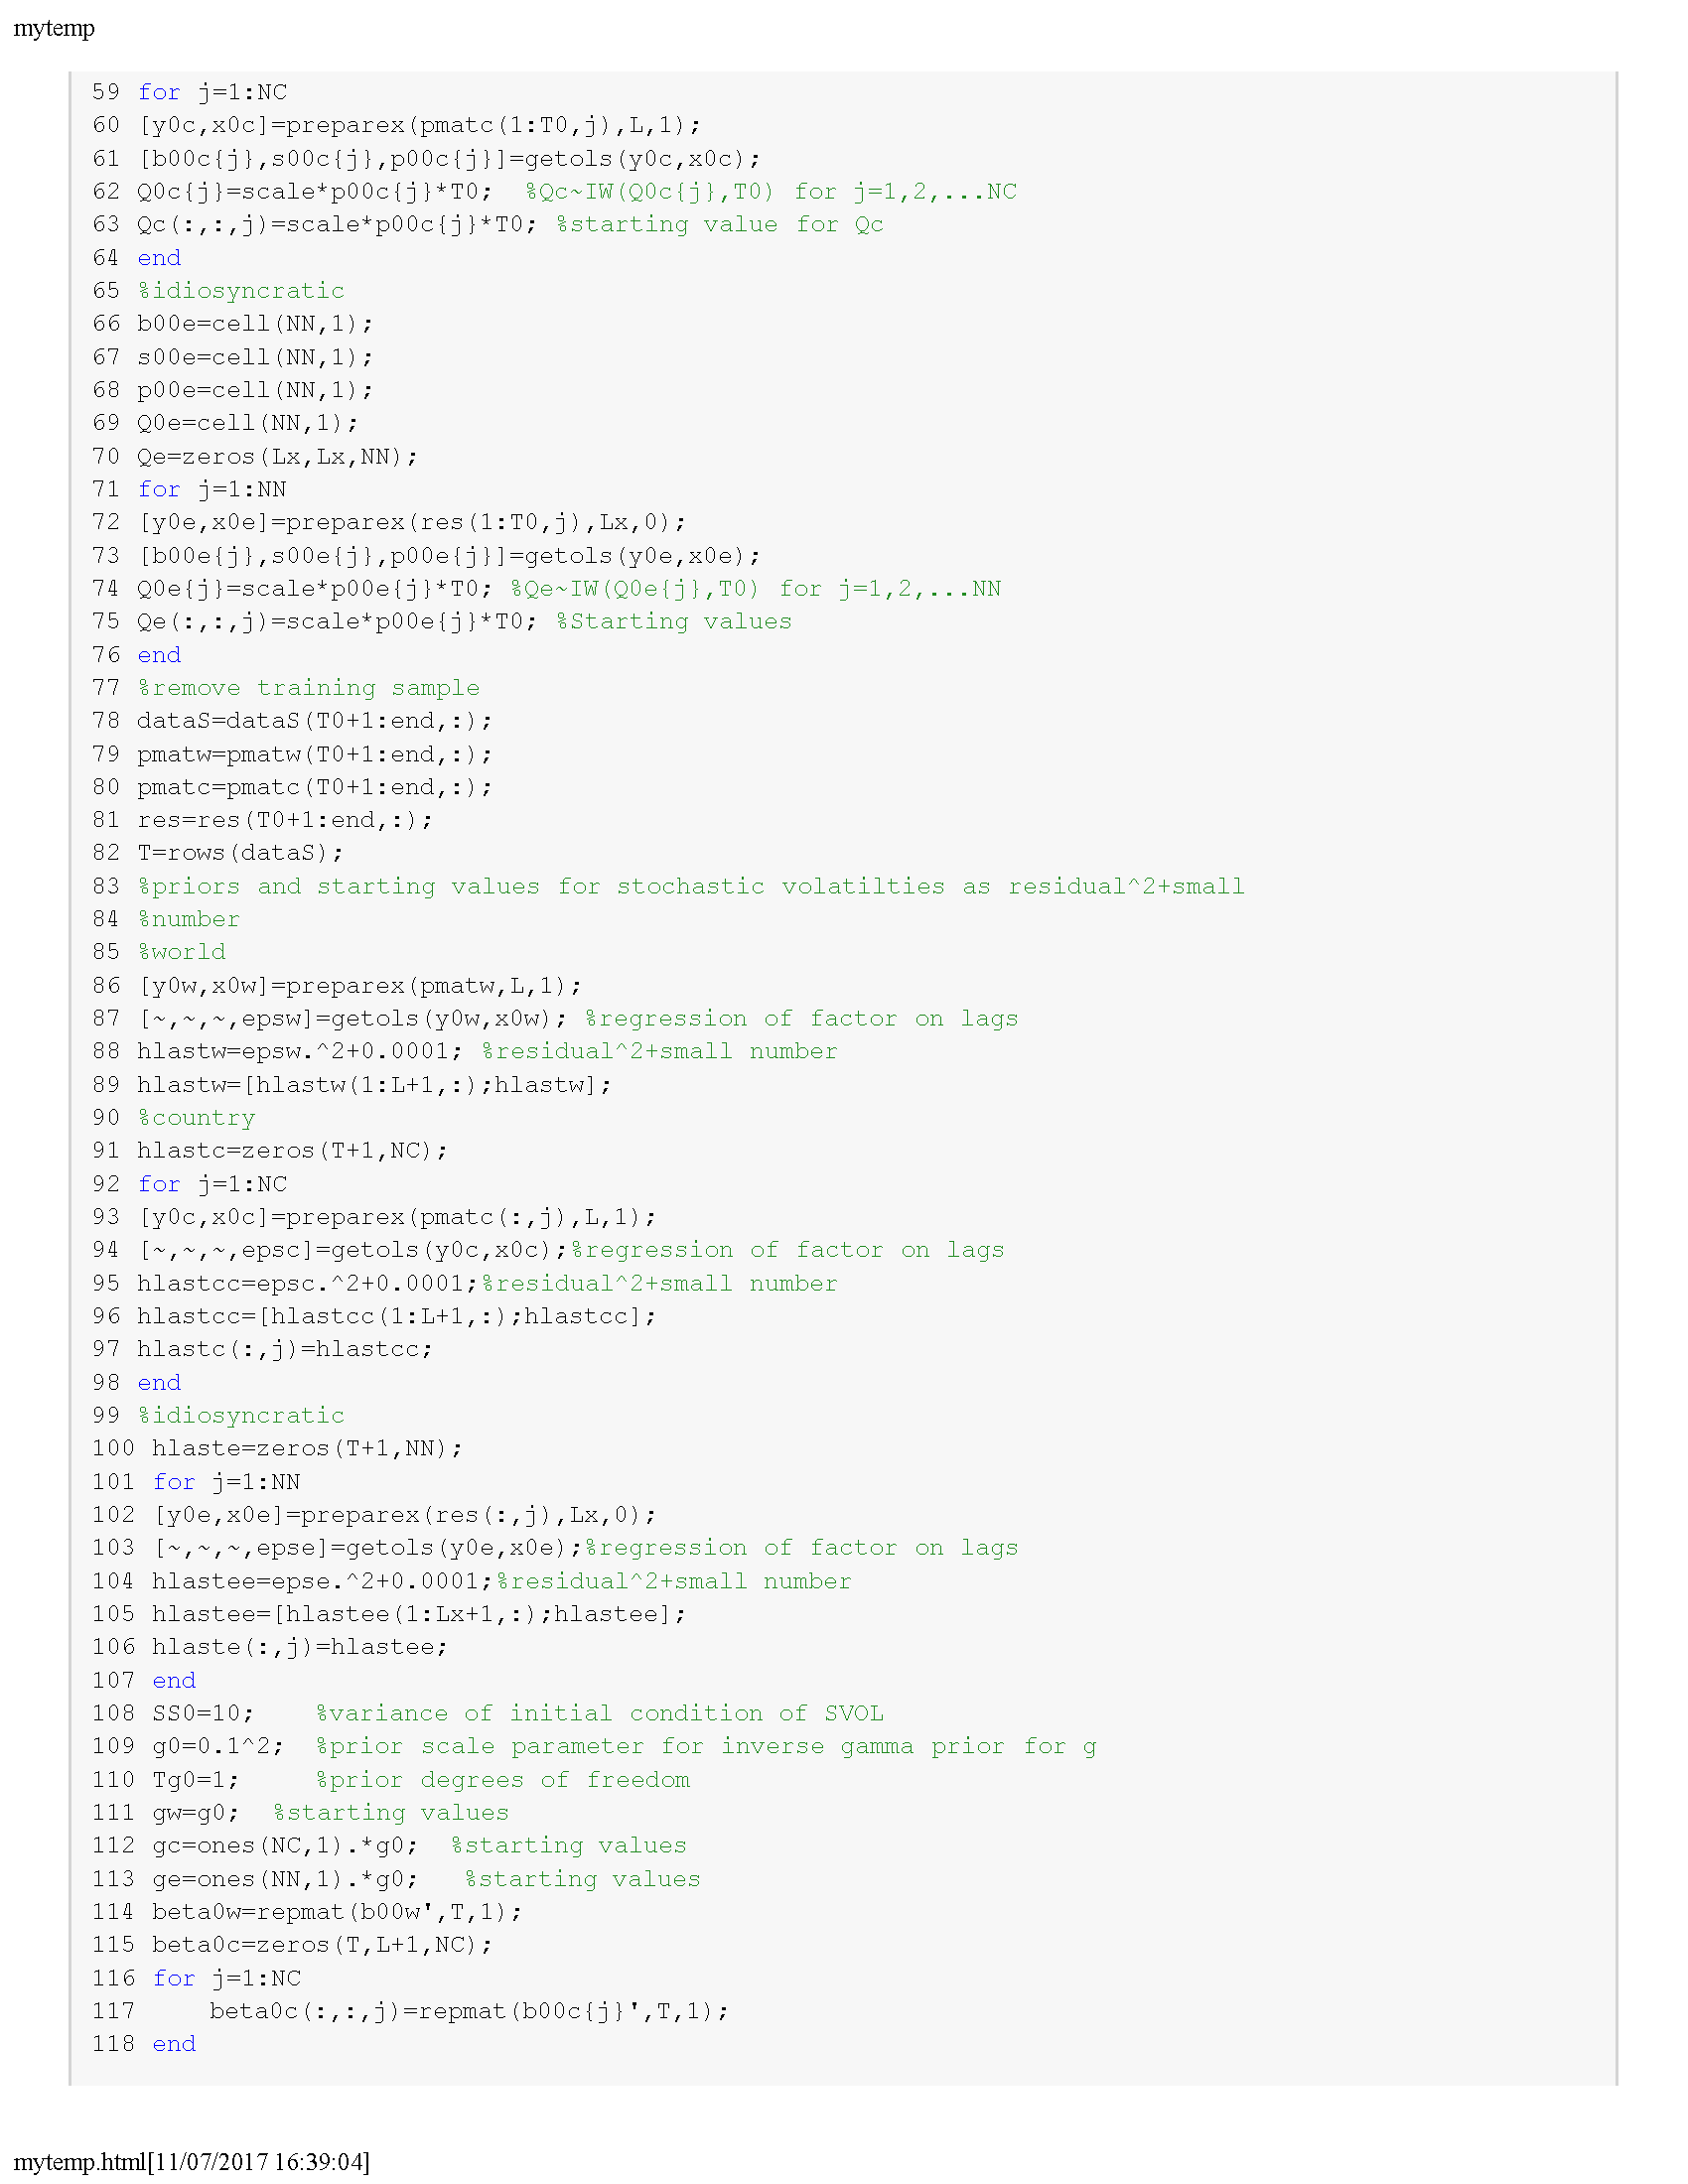 mytemp
59 for j=1:NC
60 [y0c,x0c]=preparex(pmatc(1:T0,j),L,1);
61 [b00c{j},s00c{j},p00c{j}]=getols(y0c,x0c);
62 Q0c{j}=scale*p00c{j}*T0;  %Qc~IW(Q0c{j},T0) for j=1,2,...NC
63 Qc(:,:,j)=scale*p00c{j}*T0; %starting value for Qc
64 end
65 %idiosyncratic
66 b00e=cell(NN,1);
67 s00e=cell(NN,1);
68 p00e=cell(NN,1);
69 Q0e=cell(NN,1);
70 Qe=zeros(Lx,Lx,NN);
71 for j=1:NN
72 [y0e,x0e]=preparex(res(1:T0,j),Lx,0);
73 [b00e{j},s00e{j},p00e{j}]=getols(y0e,x0e);
74 Q0e{j}=scale*p00e{j}*T0; %Qe~IW(Q0e{j},T0) for j=1,2,...NN
75 Qe(:,:,j)=scale*p00e{j}*T0; %Starting values
76 end
77 %remove training sample
78 dataS=dataS(T0+1:end,:);
79 pmatw=pmatw(T0+1:end,:);
80 pmatc=pmatc(T0+1:end,:);
81 res=res(T0+1:end,:);
82 T=rows(dataS);
83 %priors and starting values for stochastic volatilties as residual^2+small
84 %number
85 %world
86 [y0w,x0w]=preparex(pmatw,L,1);
87 [~,~,~,epsw]=getols(y0w,x0w); %regression of factor on lags
88 hlastw=epsw.^2+0.0001; %residual^2+small number
89 hlastw=[hlastw(1:L+1,:);hlastw];
90 %country
91 hlastc=zeros(T+1,NC);
92 for j=1:NC
93 [y0c,x0c]=preparex(pmatc(:,j),L,1);
94 [~,~,~,epsc]=getols(y0c,x0c);%regression of factor on lags
95 hlastcc=epsc.^2+0.0001;%residual^2+small number
96 hlastcc=[hlastcc(1:L+1,:);hlastcc];
97 hlastc(:,j)=hlastcc;
98 end
99 %idiosyncratic
100 hlaste=zeros(T+1,NN);
101 for j=1:NN
102 [y0e,x0e]=preparex(res(:,j),Lx,0);
103 [~,~,~,epse]=getols(y0e,x0e);%regression of factor on lags
104 hlastee=epse.^2+0.0001;%residual^2+small number
105 hlastee=[hlastee(1:Lx+1,:);hlastee];
106 hlaste(:,j)=hlastee;
107 end
108 SS0=10;    %variance of initial condition of SVOL
109 g0=0.1^2;  %prior scale parameter for inverse gamma prior for g
110 Tg0=1;     %prior degrees of freedom
111 gw=g0;  %starting values
112 gc=ones(NC,1).*g0;  %starting values
113 ge=ones(NN,1).*g0;   %starting values
114 beta0w=repmat(b00w',T,1);
115 beta0c=zeros(T,L+1,NC);
116 for j=1:NC
117     beta0c(:,:,j)=repmat(b00c{j}',T,1);
118 end
mytemp.html[11/07/2017 16:39:04]